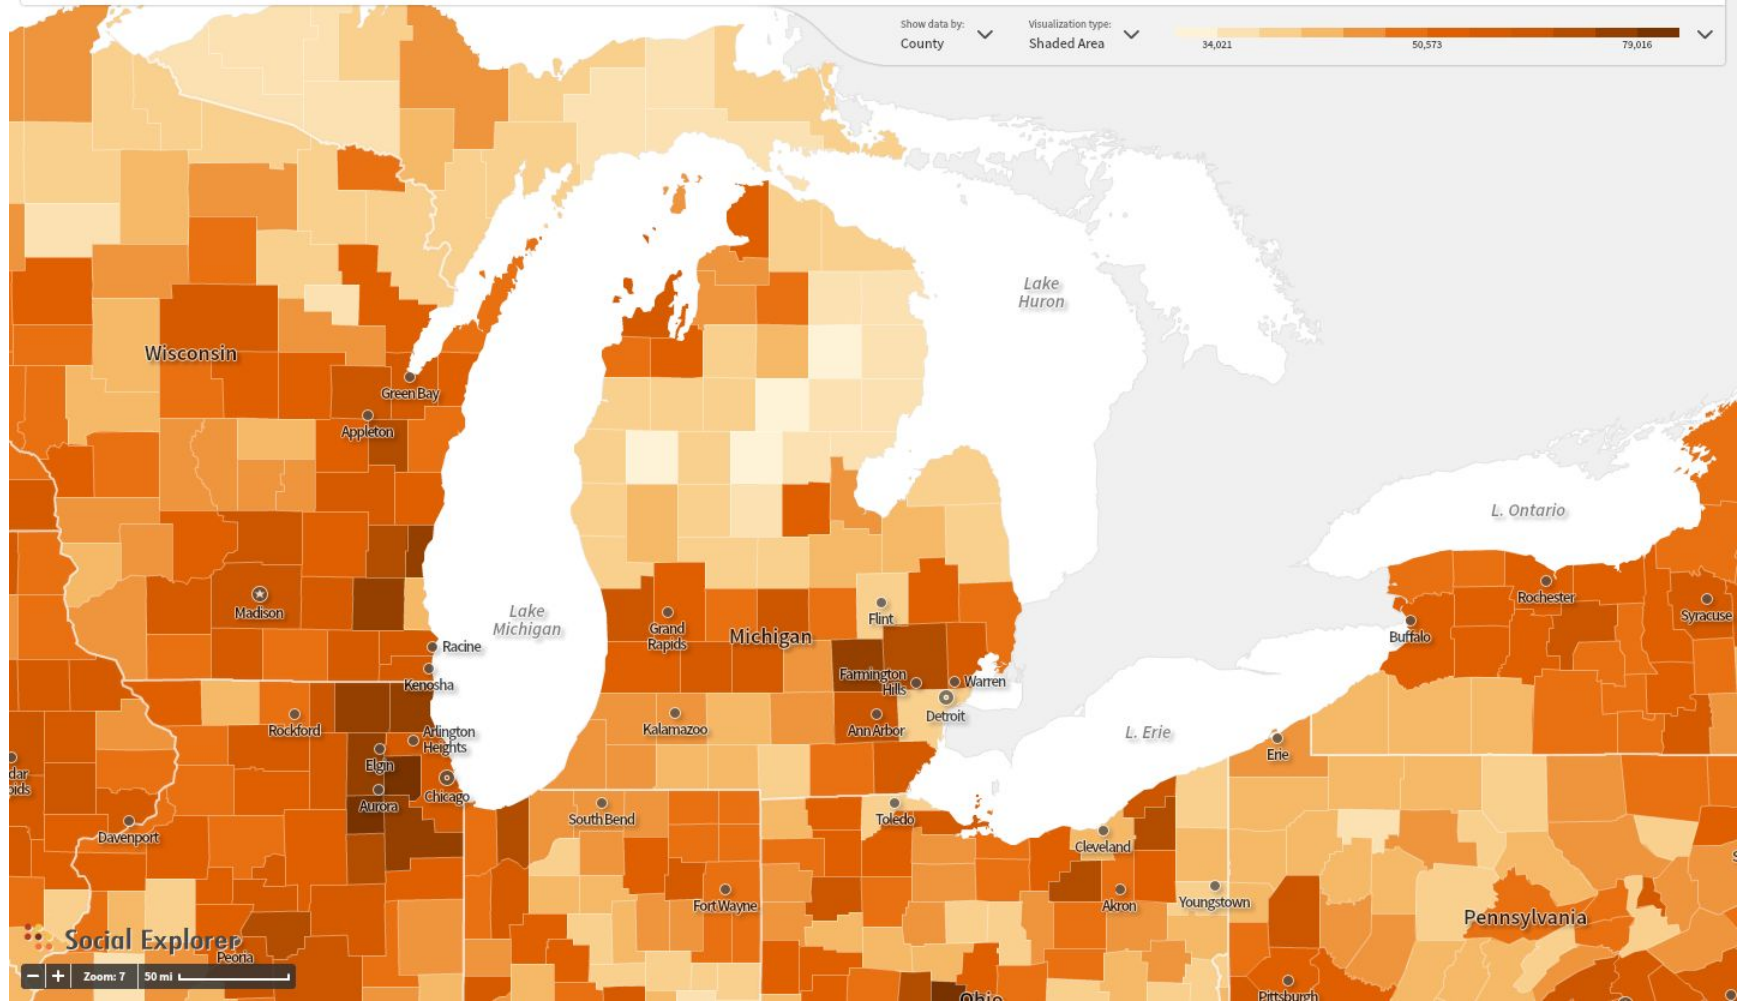 Show data by:
County
Visualization type:
Shaded Area
34,021
50,573
79,016
Lake
Huron
Wisconsin
Green Bay
Appleton
L. Ontario
Madison
Rochester
Syracuse
Flint
Lake
Michigan
Grand
Rapids
Michigan
Buffalo
Racine
Kenosha
Farmington
Hills
Warren
Detroit
Rockford
Arlington
Heights
Kalamazoo
Ann Arbor
L. Erie
Erie
Elgin
dar
pids
Aurora
Chicago
Davenport
South Bend
Toledo
Cleveland
Fort Wayne
Akron
Youngstown
Pennsylvania
Social Explorer
Peoria
− + Zoom: 7 50 mi
Ohio
Pittsburgh